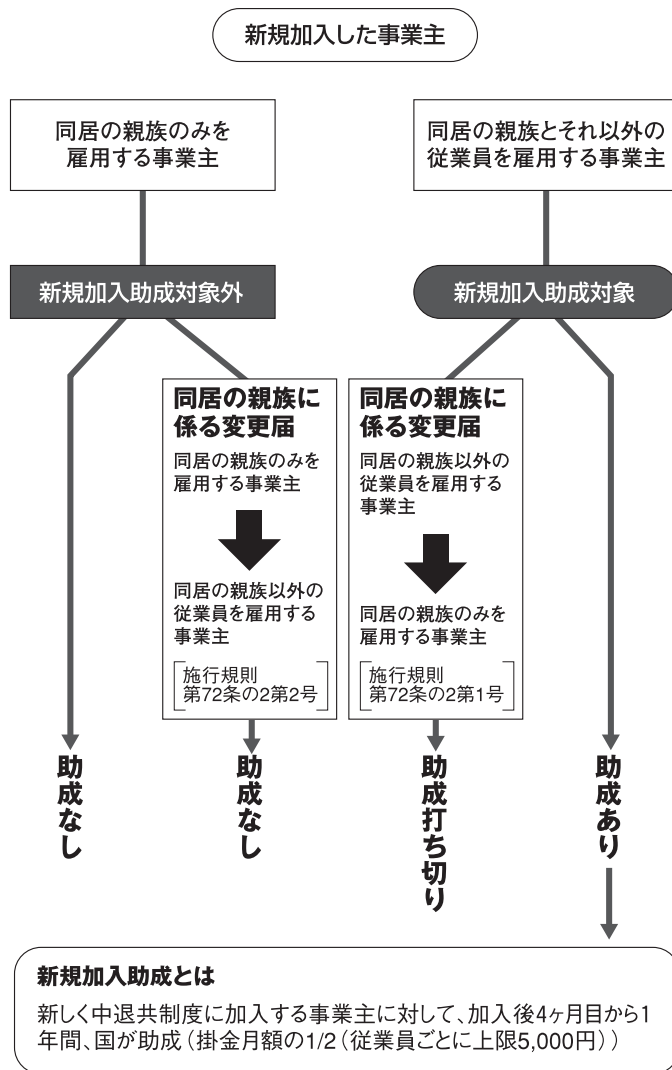 新規加入した事業主
同居の親族のみを
雇用する事業主
同居の親族とそれ以外の
従業員を雇用する事業主
新規加入助成対象外
新規加入助成対象
同居の親族に
係る変更届
同居の親族のみを
雇用する事業主
同居の親族以外の
従業員を雇用する
事業主
施行規則
第72条の2第2号
同居の親族に
係る変更届
同居の親族以外の
従業員を雇用する
事業主
同居の親族のみを
雇用する事業主
施行規則
第72条の2第1号
助成なし
助成なし
助成打ち切り
助成あり
新規加入助成とは
新しく中退共制度に加入する事業主に対して、加入後4ヶ月目から1
年間、国が助成（掛金月額の1/2（従業員ごとに上限5,000円））